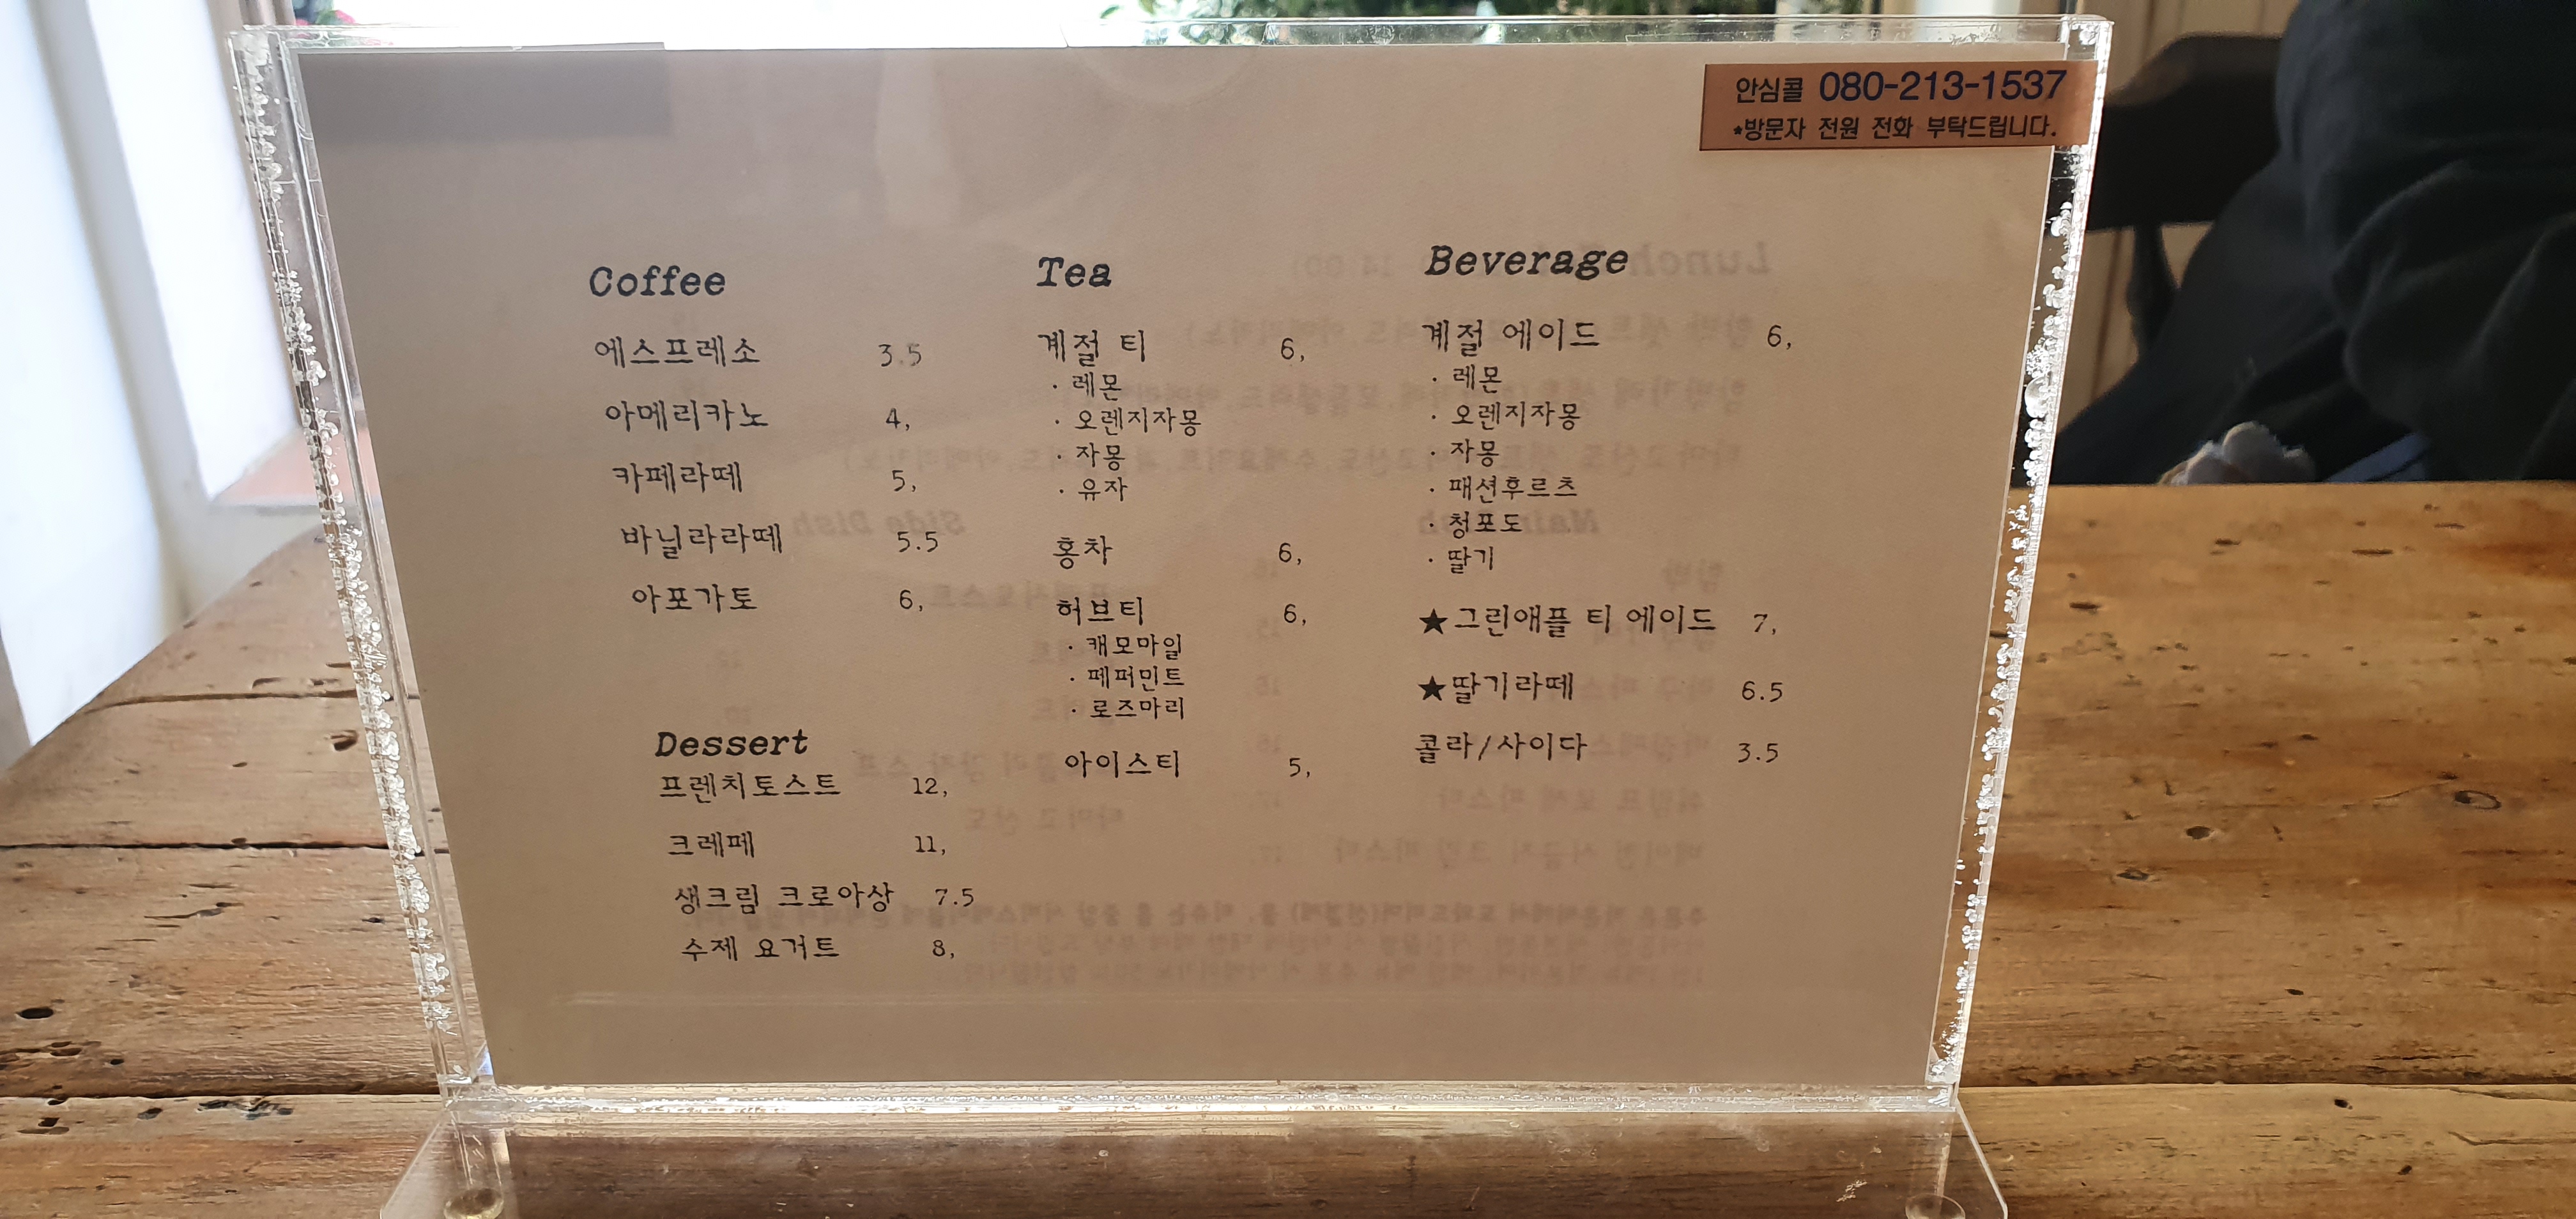 안심콜 080-213-1537
*방문자 전원 전화 부탁드립니다.
Coffee
에스프레소 3.5
아메리카노 4,
카페라떼 5,
바닐라라떼 5.5
아포가토 6,
Dessert
프렌치토스트 12,
크레페 11,
생크림 크로아상 7.5
수제 요거트 8,
Tea
계절 티 6,
· 레몬
· 오렌지자몽
· 자몽
· 유자
홍차 6,
허브티 6,
· 캐모마일
· 페퍼민트
· 로즈마리
아이스티 5,
Beverage
계절 에이드 6,
· 레몬
· 오렌지자몽
· 자몽
· 패션후르츠
· 청포도
· 딸기
★그린애플 티 에이드 7,
★딸기라떼 6.5
콜라/사이다 3.5